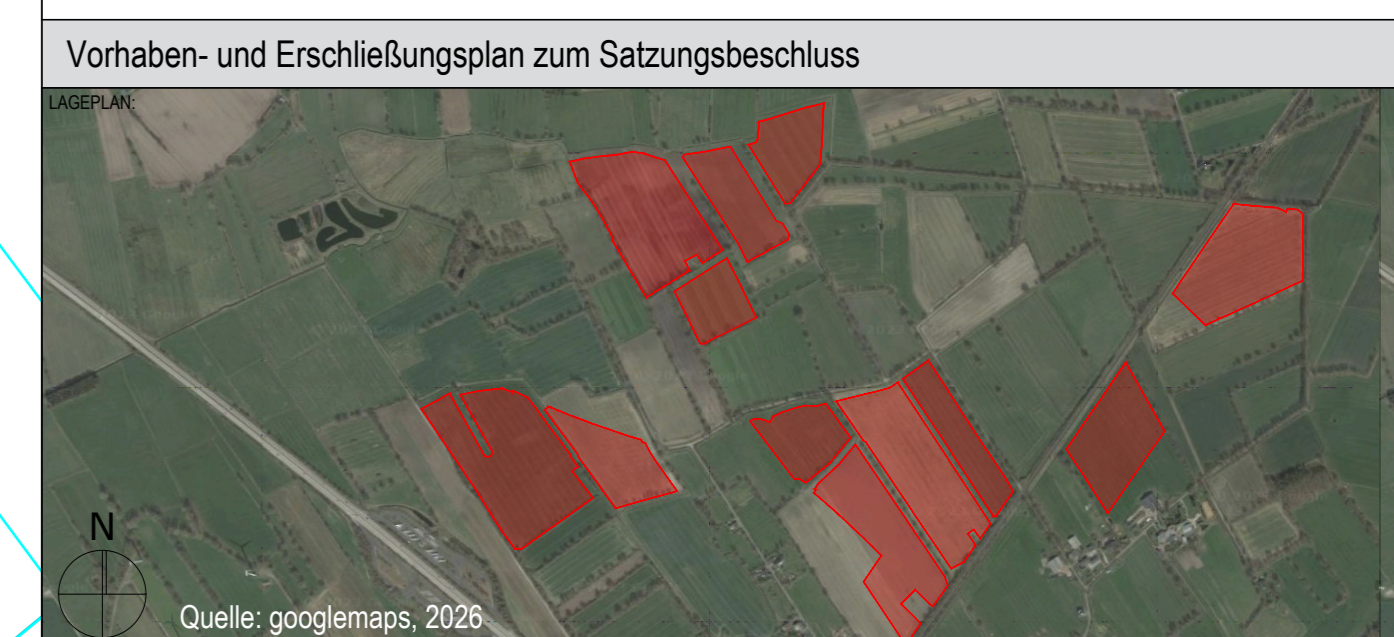 Vorhaben- und Erschließungsplan zum Satzungsbeschluss
LAGEPLAN:
N
Quelle: googlemaps, 2026